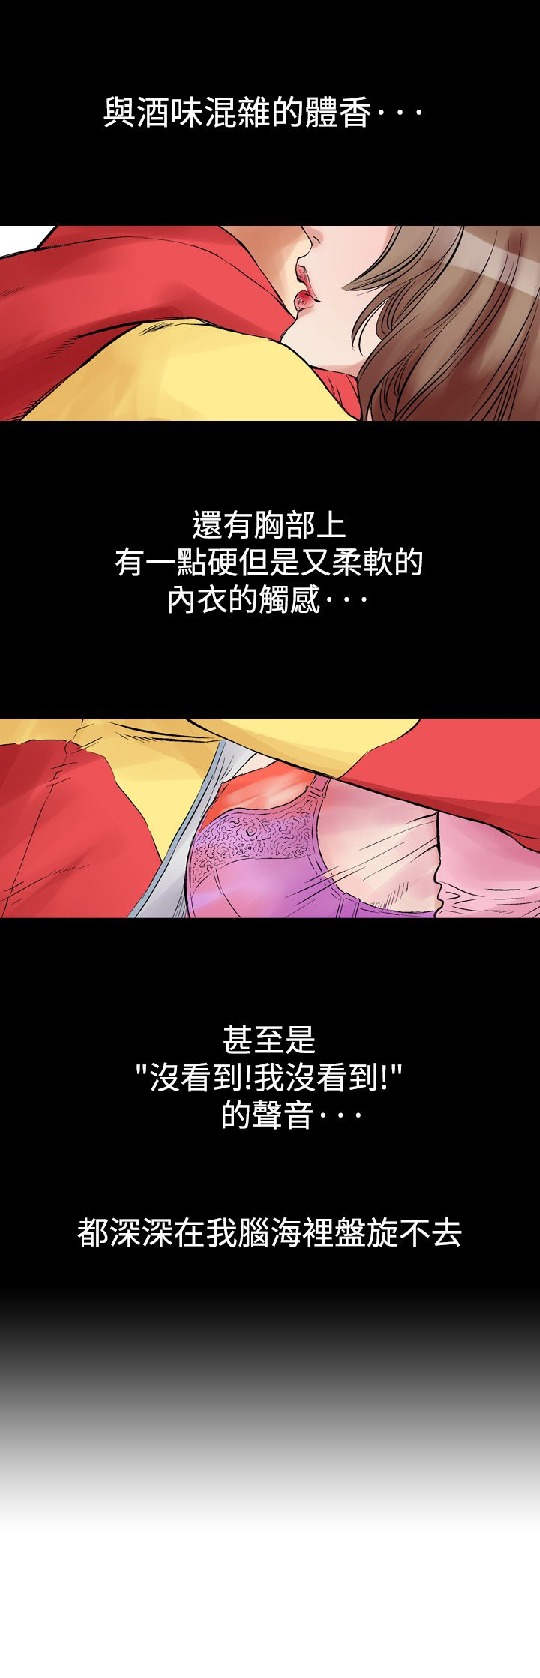 與酒味混雜的體香···
還有胸部上
有一點硬但是又柔軟的
內衣的觸感···
甚至是
"沒看到!我沒看到!"
的聲音···
都深深在我腦海裡盤旋不去